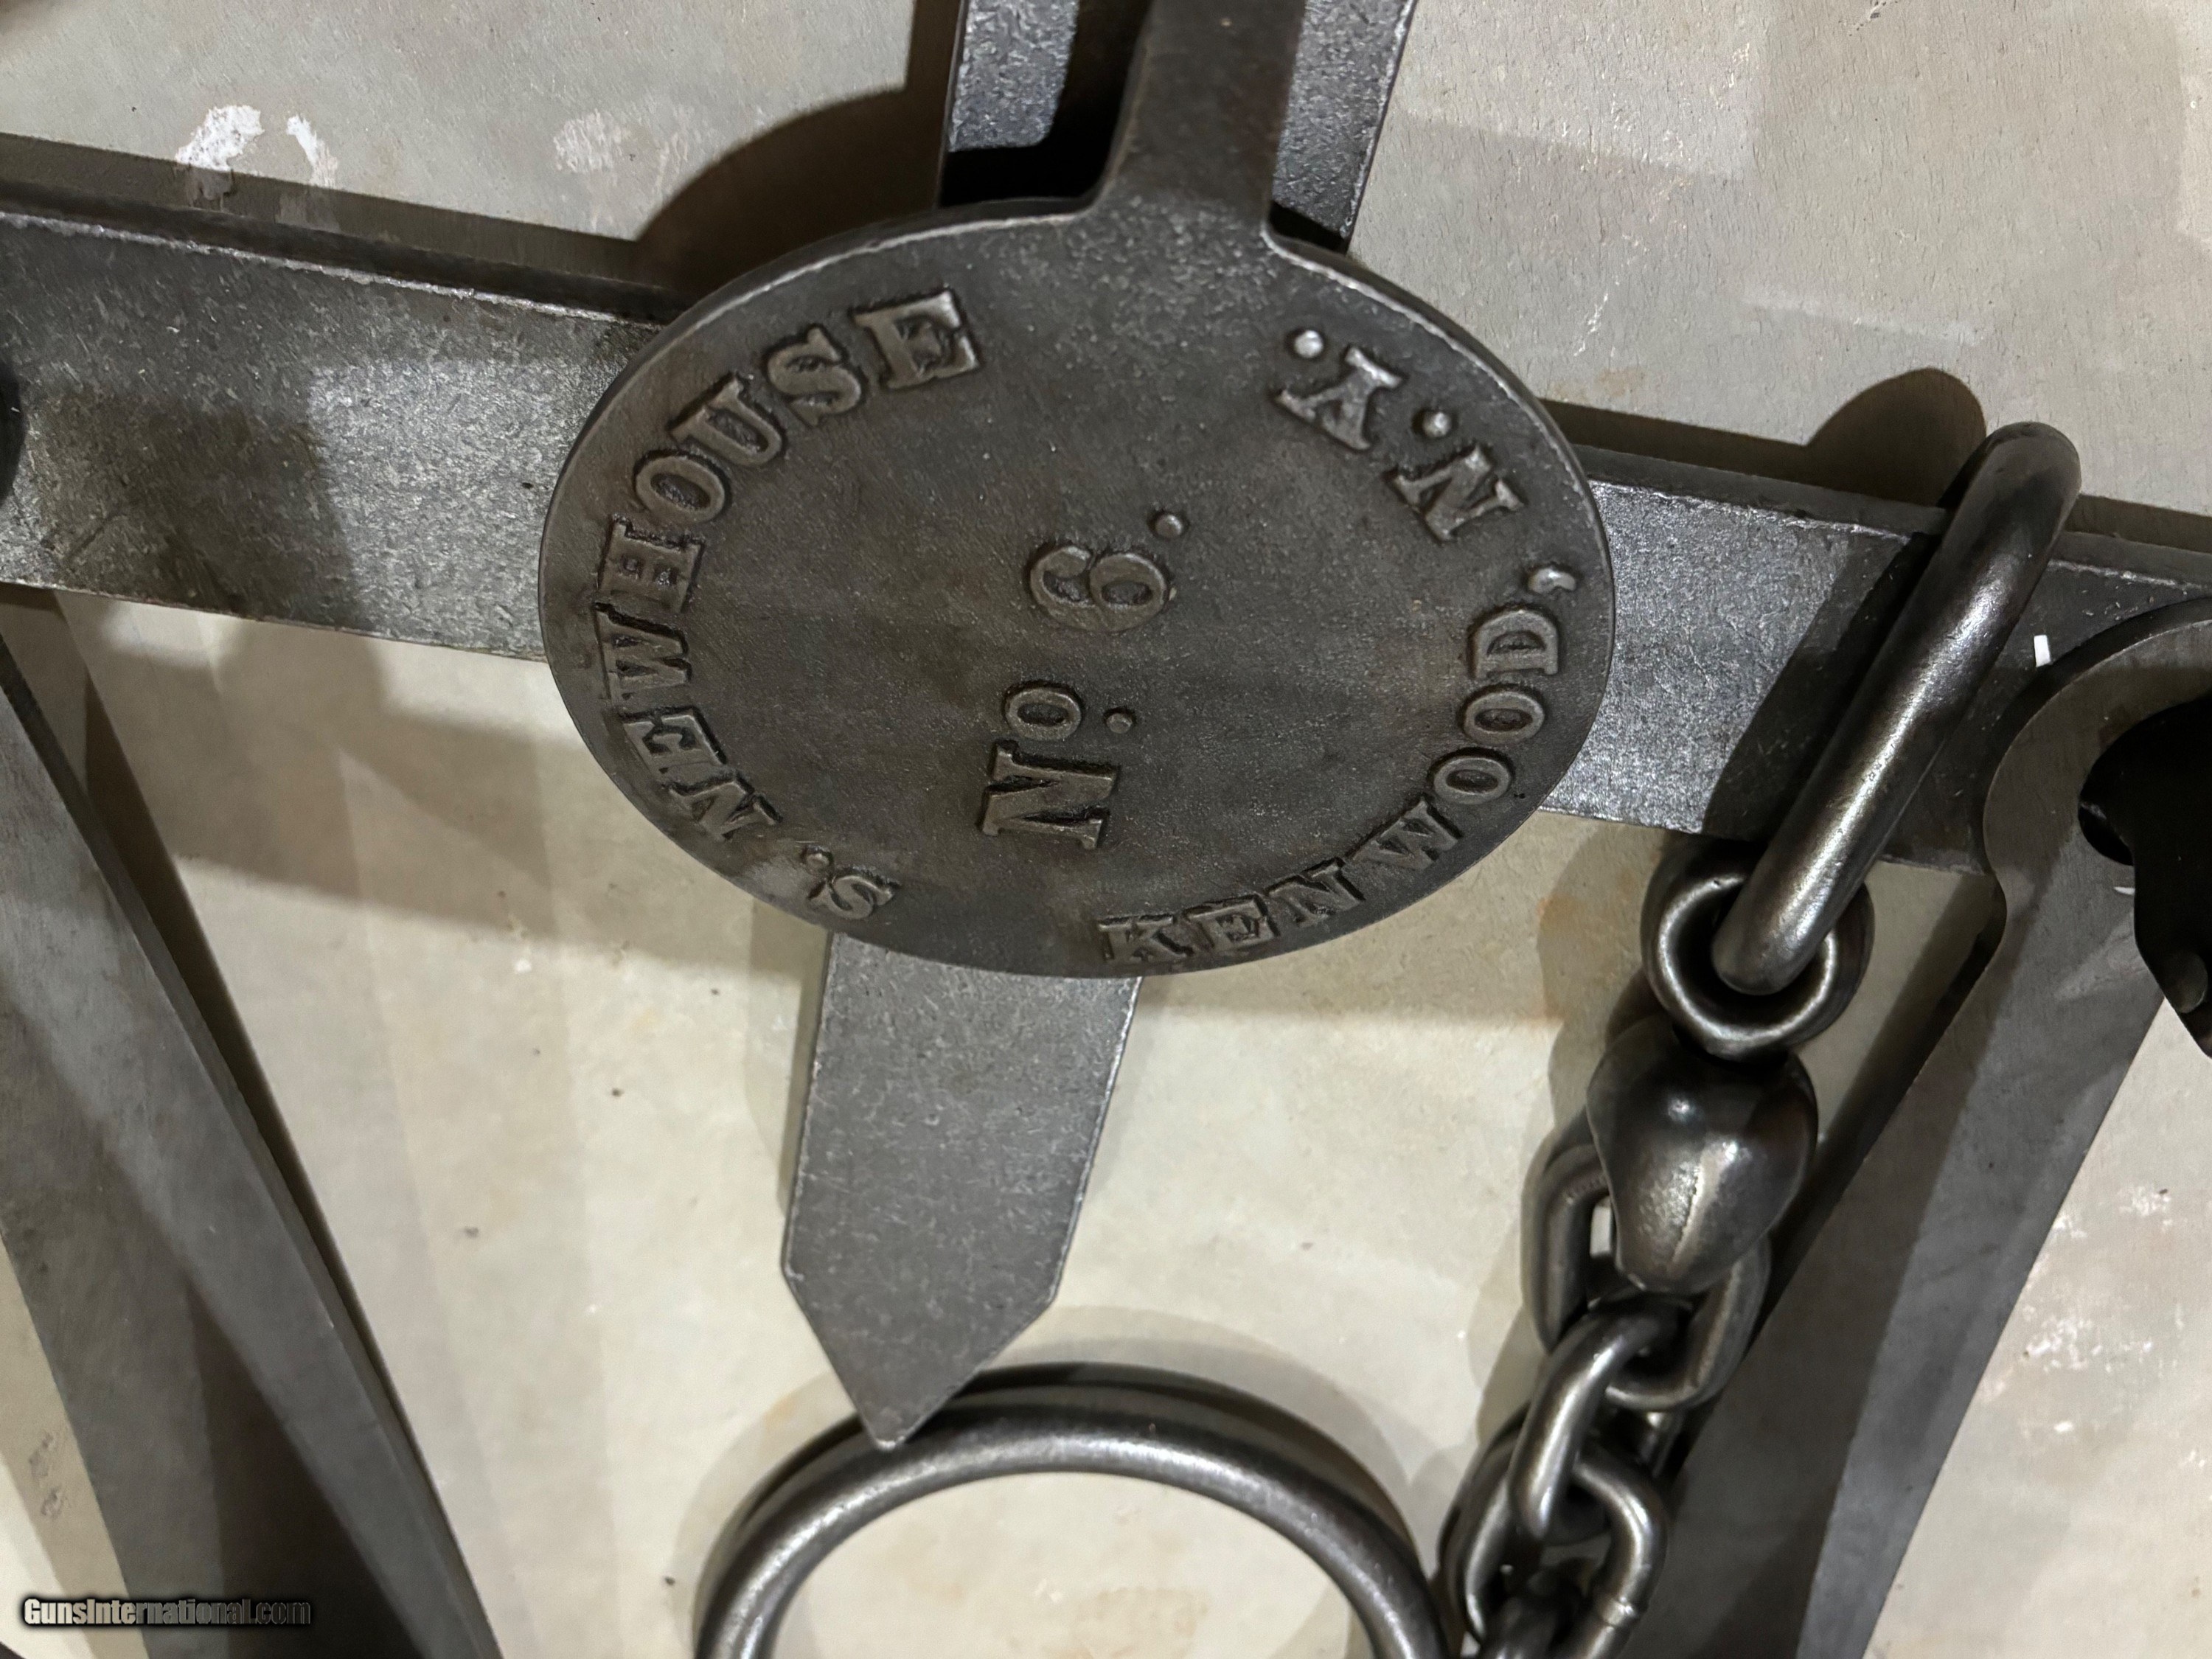 S. NEWHOUSE
No. 6.
KENWOOD, N.Y.
GunsInternational.com